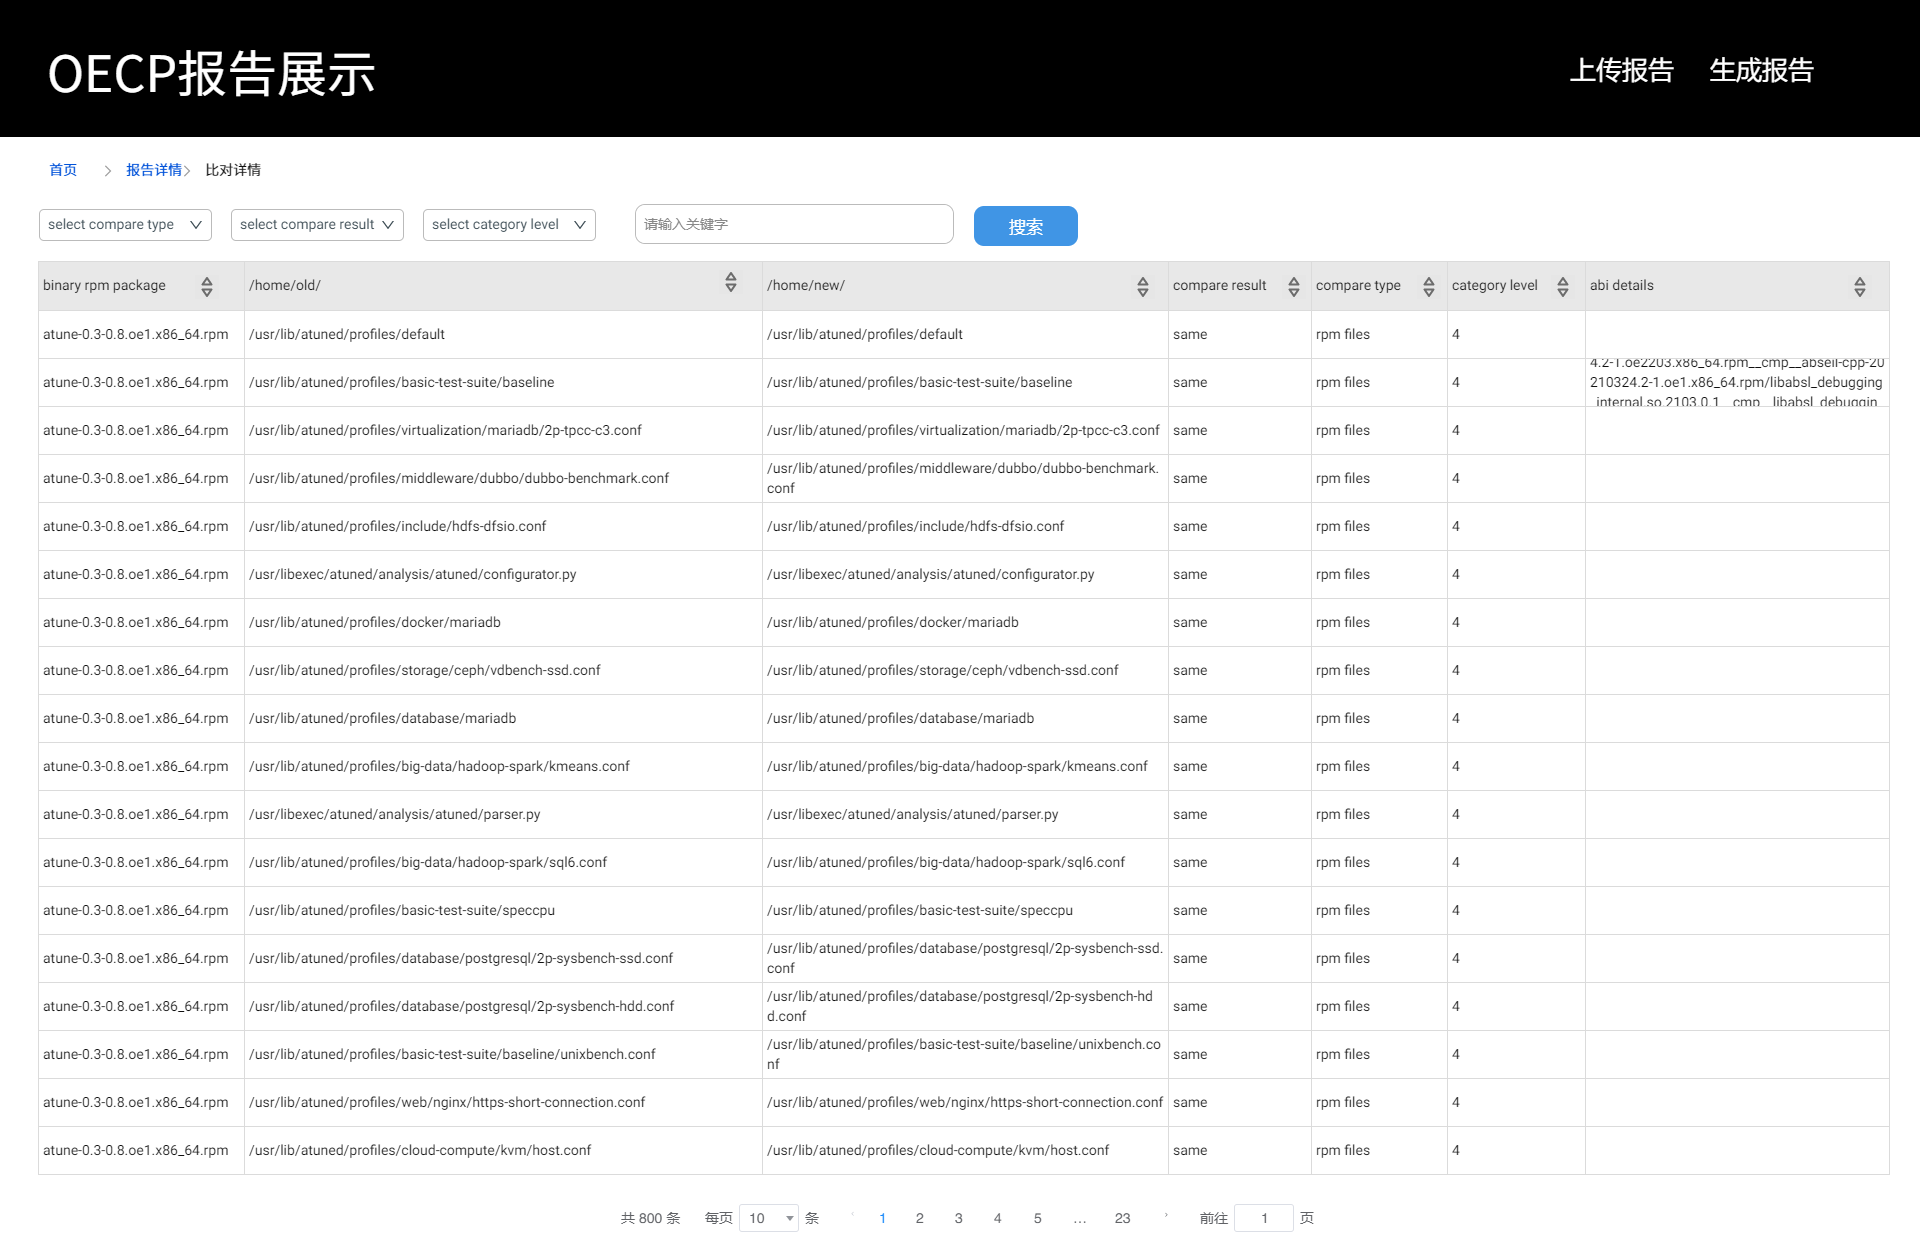 OECP报告展示
上传报告 生成报告
首页 报告详情 比对详情
select compare type select compare result select category level 请输入关键字 搜索
binary rpm package /home/old/ /home/new/ compare result compare type category level abi details
atune-0.3-0.8.oe1.x86_64.rpm /usr/lib/atuned/profiles/default /usr/lib/atuned/profiles/default same rpm files 4
atune-0.3-0.8.oe1.x86_64.rpm /usr/lib/atuned/profiles/basic-test-suite/baseline /usr/lib/atuned/profiles/basic-test-suite/baseline same rpm files 4
4.2-1.oe2203.x86_64.rpm__cmp__abseil-cpp-20
210324.2-1.oe1.x86_64.rpm/libabsl_debugging
_internal.so.2103.0.1__cmp__libabsl_debuggin
atune-0.3-0.8.oe1.x86_64.rpm /usr/lib/atuned/profiles/virtualization/mariadb/2p-tpcc-c3.conf /usr/lib/atuned/profiles/virtualization/mariadb/2p-tpcc-c3.conf same rpm files 4
atune-0.3-0.8.oe1.x86_64.rpm /usr/lib/atuned/profiles/middleware/dubbo/dubbo-benchmark.conf /usr/lib/atuned/profiles/middleware/dubbo/dubbo-benchmark.
conf same rpm files 4
atune-0.3-0.8.oe1.x86_64.rpm /usr/lib/atuned/profiles/include/hdfs-dfsio.conf /usr/lib/atuned/profiles/include/hdfs-dfsio.conf same rpm files 4
atune-0.3-0.8.oe1.x86_64.rpm /usr/libexec/atuned/analysis/atuned/configurator.py /usr/libexec/atuned/analysis/atuned/configurator.py same rpm files 4
atune-0.3-0.8.oe1.x86_64.rpm /usr/lib/atuned/profiles/docker/mariadb /usr/lib/atuned/profiles/docker/mariadb same rpm files 4
atune-0.3-0.8.oe1.x86_64.rpm /usr/lib/atuned/profiles/storage/ceph/vdbench-ssd.conf /usr/lib/atuned/profiles/storage/ceph/vdbench-ssd.conf same rpm files 4
atune-0.3-0.8.oe1.x86_64.rpm /usr/lib/atuned/profiles/database/mariadb /usr/lib/atuned/profiles/database/mariadb same rpm files 4
atune-0.3-0.8.oe1.x86_64.rpm /usr/lib/atuned/profiles/big-data/hadoop-spark/kmeans.conf /usr/lib/atuned/profiles/big-data/hadoop-spark/kmeans.conf same rpm files 4
atune-0.3-0.8.oe1.x86_64.rpm /usr/libexec/atuned/analysis/atuned/parser.py /usr/libexec/atuned/analysis/atuned/parser.py same rpm files 4
atune-0.3-0.8.oe1.x86_64.rpm /usr/lib/atuned/profiles/big-data/hadoop-spark/sql6.conf /usr/lib/atuned/profiles/big-data/hadoop-spark/sql6.conf same rpm files 4
atune-0.3-0.8.oe1.x86_64.rpm /usr/lib/atuned/profiles/basic-test-suite/speccpu /usr/lib/atuned/profiles/basic-test-suite/speccpu same rpm files 4
atune-0.3-0.8.oe1.x86_64.rpm /usr/lib/atuned/profiles/database/postgresql/2p-sysbench-ssd.conf /usr/lib/atuned/profiles/database/postgresql/2p-sysbench-ssd.
conf same rpm files 4
atune-0.3-0.8.oe1.x86_64.rpm /usr/lib/atuned/profiles/database/postgresql/2p-sysbench-hdd.conf /usr/lib/atuned/profiles/database/postgresql/2p-sysbench-hd
d.conf same rpm files 4
atune-0.3-0.8.oe1.x86_64.rpm /usr/lib/atuned/profiles/basic-test-suite/baseline/unixbench.conf /usr/lib/atuned/profiles/basic-test-suite/baseline/unixbench.co
nf same rpm files 4
atune-0.3-0.8.oe1.x86_64.rpm /usr/lib/atuned/profiles/web/nginx/https-short-connection.conf /usr/lib/atuned/profiles/web/nginx/https-short-connection.conf same rpm files 4
atune-0.3-0.8.oe1.x86_64.rpm /usr/lib/atuned/profiles/cloud-compute/kvm/host.conf /usr/lib/atuned/profiles/cloud-compute/kvm/host.conf same rpm files 4
共 800 条 每页 10 条 1 2 3 4 5 ... 23 前往 1 页